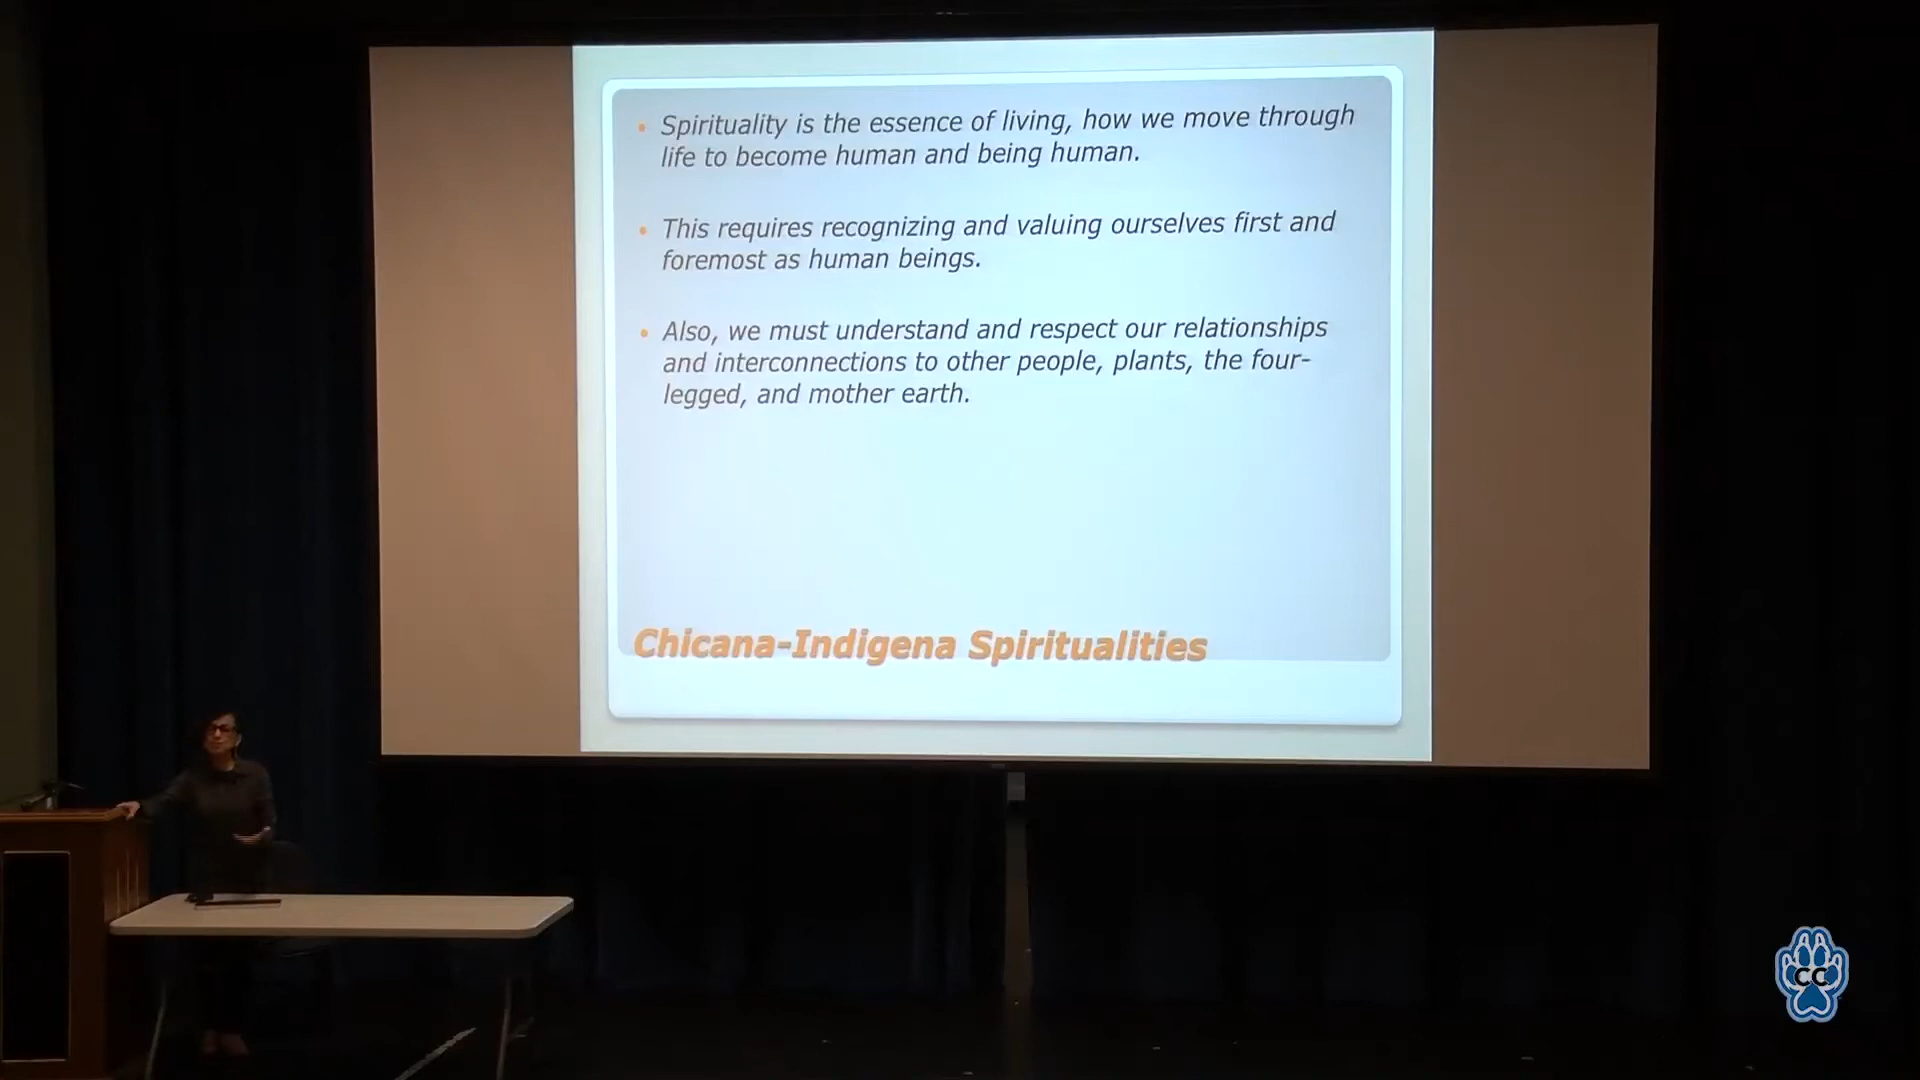 • Spirituality is the essence of living, how we move through
life to become human and being human.
• This requires recognizing and valuing ourselves first and
foremost as human beings.
• Also, we must understand and respect our relationships
and interconnections to other people, plants, the four-
legged, and mother earth.
Chicana-Indigena Spiritualities
CC